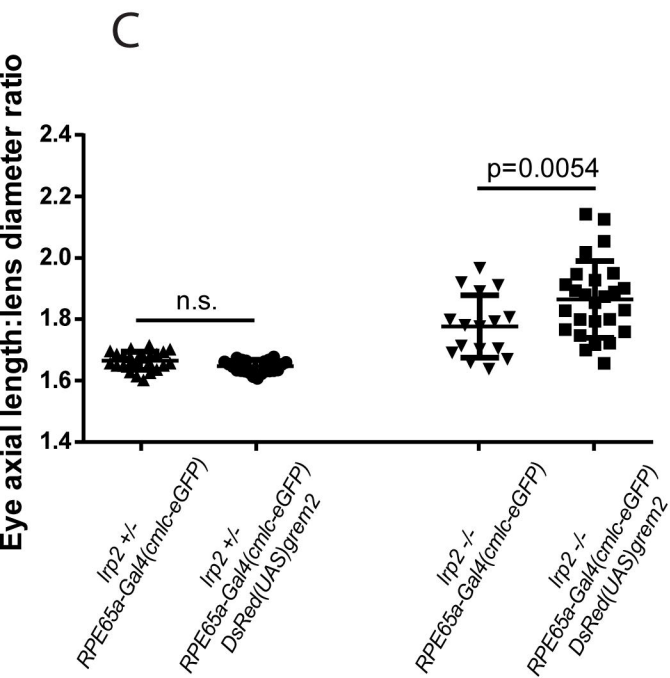 C
Eye axial length:lens diameter ratio
2.4
2.2
2.0
1.8
1.6
1.4
n.s.
p=0.0054
lrp2 +/-
RPE65a-Gal4(cmlc-eGFP)
lrp2 +/-
RPE65a-Gal4(cmlc-eGFP)
DsRed(UAS)grem2
lrp2 -/-
RPE65a-Gal4(cmlc-eGFP)
lrp2 -/-
RPE65a-Gal4(cmlc-eGFP)
DsRed(UAS)grem2